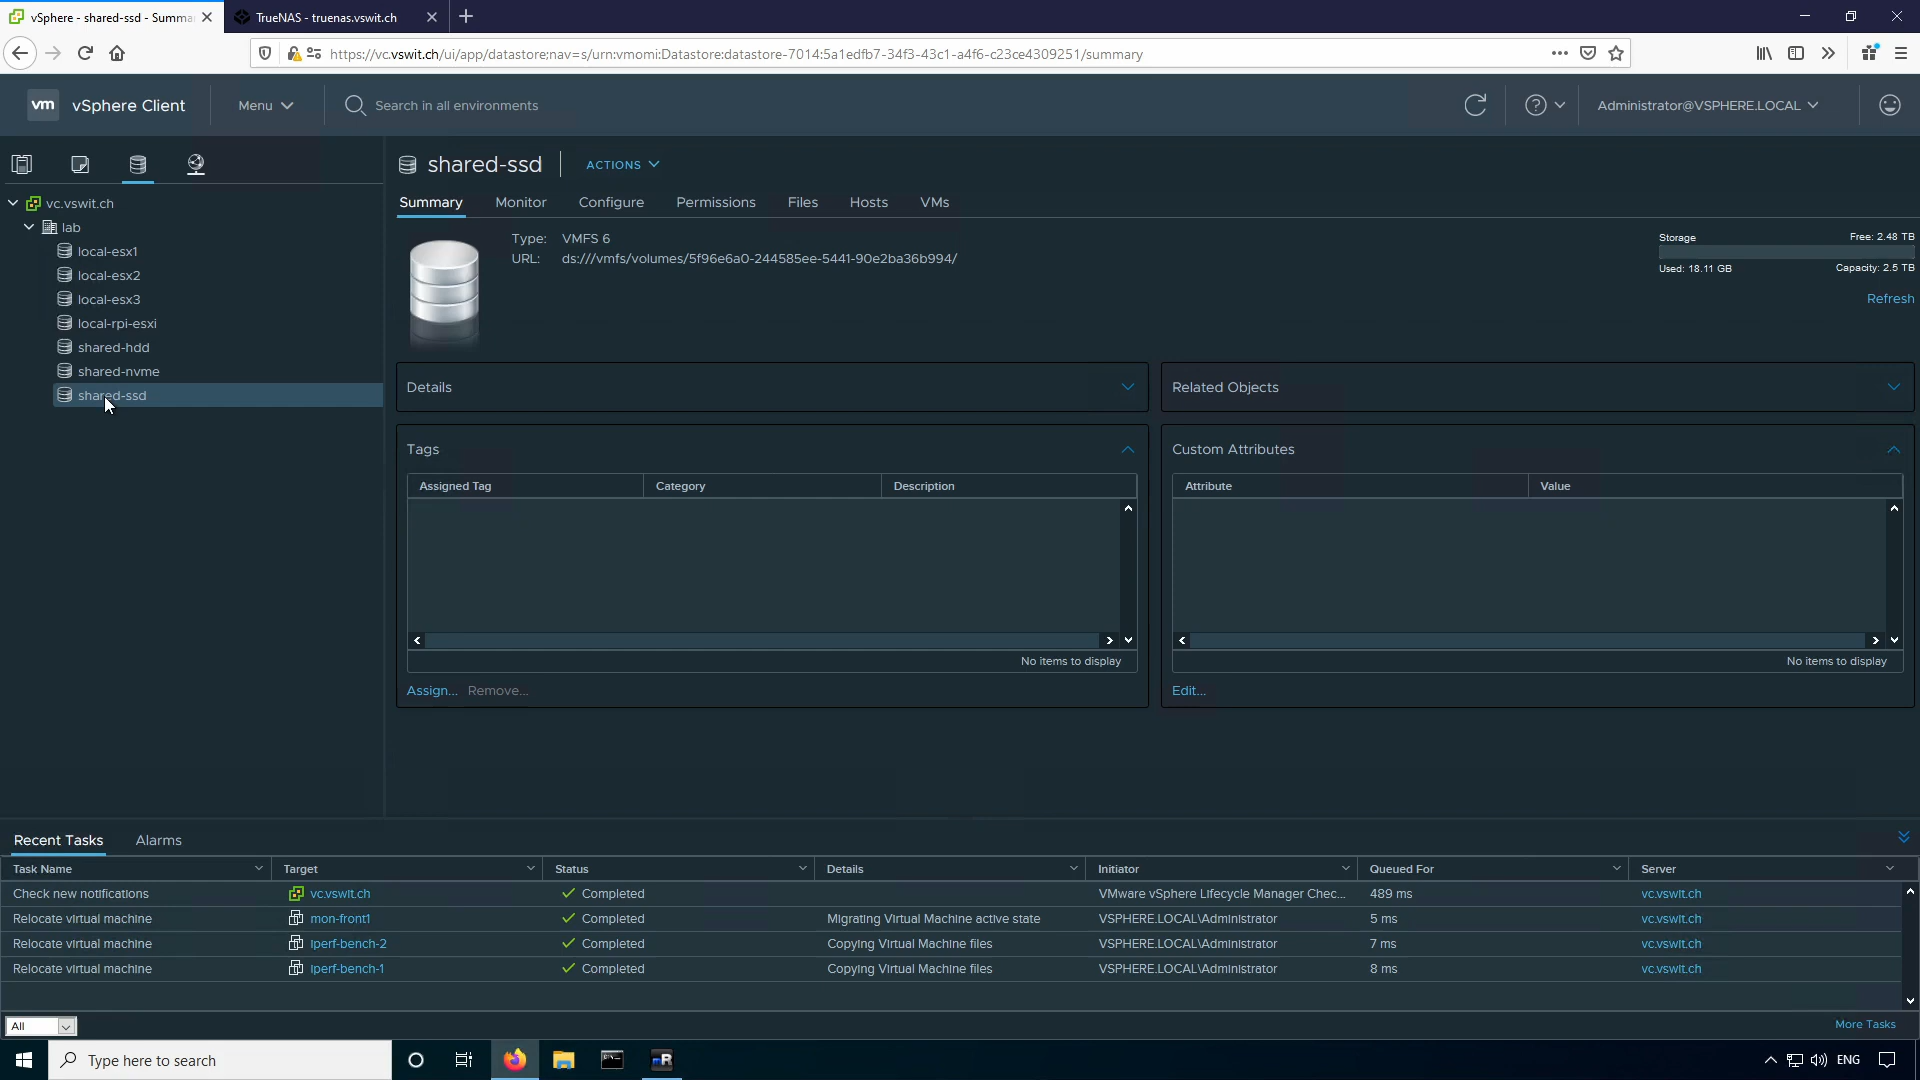 vSphere - shared-ssd - Summa
TrueNAS - truenas.vswit.ch
https://vc.vswit.ch/ui/app/datastore;nav=s/urn:vmomi:Datastore:datastore-7014:5a1edfb7-34f3-43c1-a4f6-c23ce4309251/summary
vm vSphere Client
Menu
Search in all environments
Administrator@VSPHERE.LOCAL
vc.vswit.ch
lab
local-esx1
local-esx2
local-esx3
local-rpi-esxi
shared-hdd
shared-nvme
shared-ssd
shared-ssd
ACTIONS
Summary Monitor Configure Permissions Files Hosts VMs
Type: VMFS 6
URL: ds:///vmfs/volumes/5f96e6a0-244585ee-5441-90e2ba36b994/
Storage Free: 2.48 TB
Used: 18.11 GB Capacity: 2.5 TB
Refresh
Details
Related Objects
Tags
Assigned Tag Category Description
No items to display
Assign... Remove...
Custom Attributes
Attribute Value
No items to display
Edit...
Recent Tasks Alarms
Task Name Target Status Details Initiator Queued For Server
Check new notifications vc.vswit.ch Completed VMware vSphere Lifecycle Manager Chec... 489 ms vc.vswit.ch
Relocate virtual machine mon-front1 Completed Migrating Virtual Machine active state VSPHERE.LOCAL\Administrator 5 ms vc.vswit.ch
Relocate virtual machine iperf-bench-2 Completed Copying Virtual Machine files VSPHERE.LOCAL\Administrator 7 ms vc.vswit.ch
Relocate virtual machine iperf-bench-1 Completed Copying Virtual Machine files VSPHERE.LOCAL\Administrator 8 ms vc.vswit.ch
All
More Tasks
Type here to search
ENG